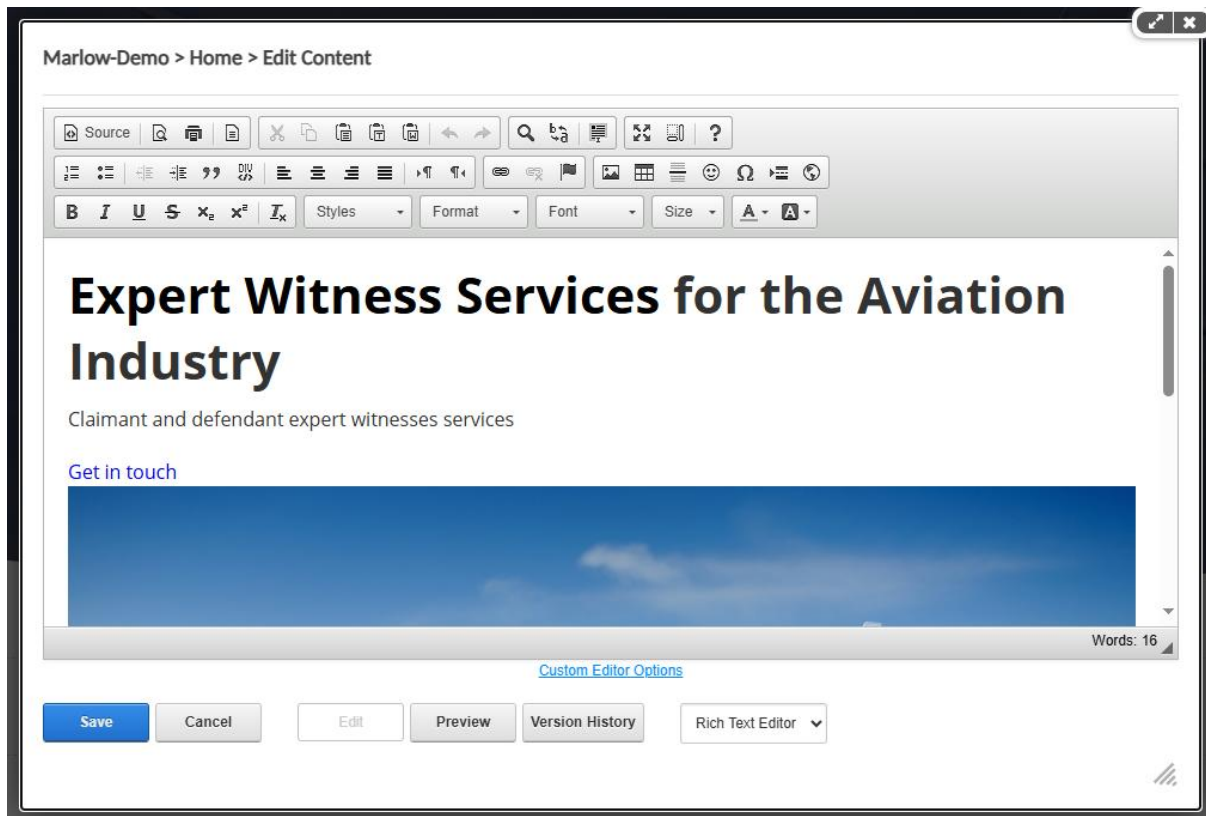 Marlow-Demo > Home > Edit Content
Source
Styles Format Font Size A A
Expert Witness Services for the Aviation
Industry
Claimant and defendant expert witnesses services
Get in touch
Words: 16
Custom Editor Options
Save Cancel Edit Preview Version History Rich Text Editor